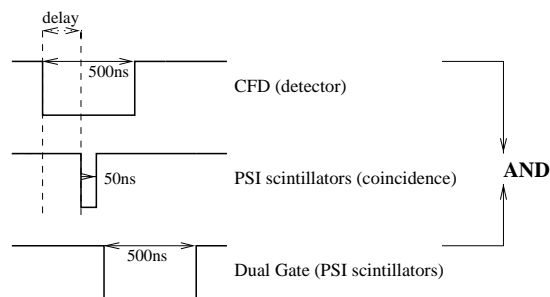 delay
500ns
CFD (detector)
50ns
PSI scintillators (coincidence)
AND
500ns
Dual Gate (PSI scintillators)